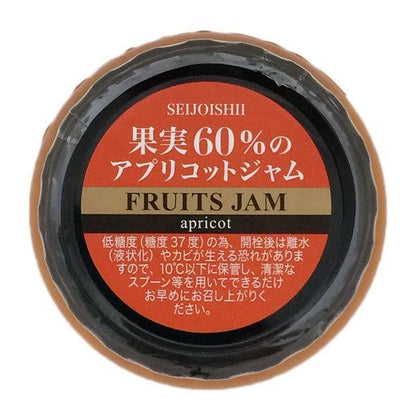 SEIJOISHII
果実60%の
アプリコットジャム
FRUITS JAM
apricot
低糖度（糖度37度）の為、開栓後は離水
（液状化）やカビが生える恐れがありま
すので、10℃以下に保管し、清潔な
スプーン等を用いてできるだけ
お早めにお召し上がりく
ださい。